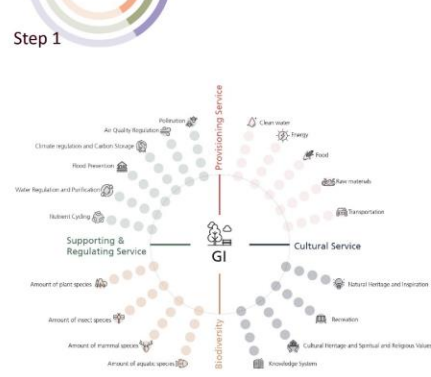 Step 1
Provisioning Service
Pollination
Air Quality Regulation
Climate regulation and Carbon Storage
Flood Prevention
Water Regulation and Purification
Nutrient Cycling
Clean water
Energy
Food
Raw materials
Transportation
Supporting &
Regulating Service
GI
Cultural Service
Amount of plant species
Amount of insect species
Amount of mammal species
Amount of aquatic species
Biodiversity
Natural Heritage and Inspiration
Recreation
Cultural Heritage and Spiritual and Religious Values
Knowledge System